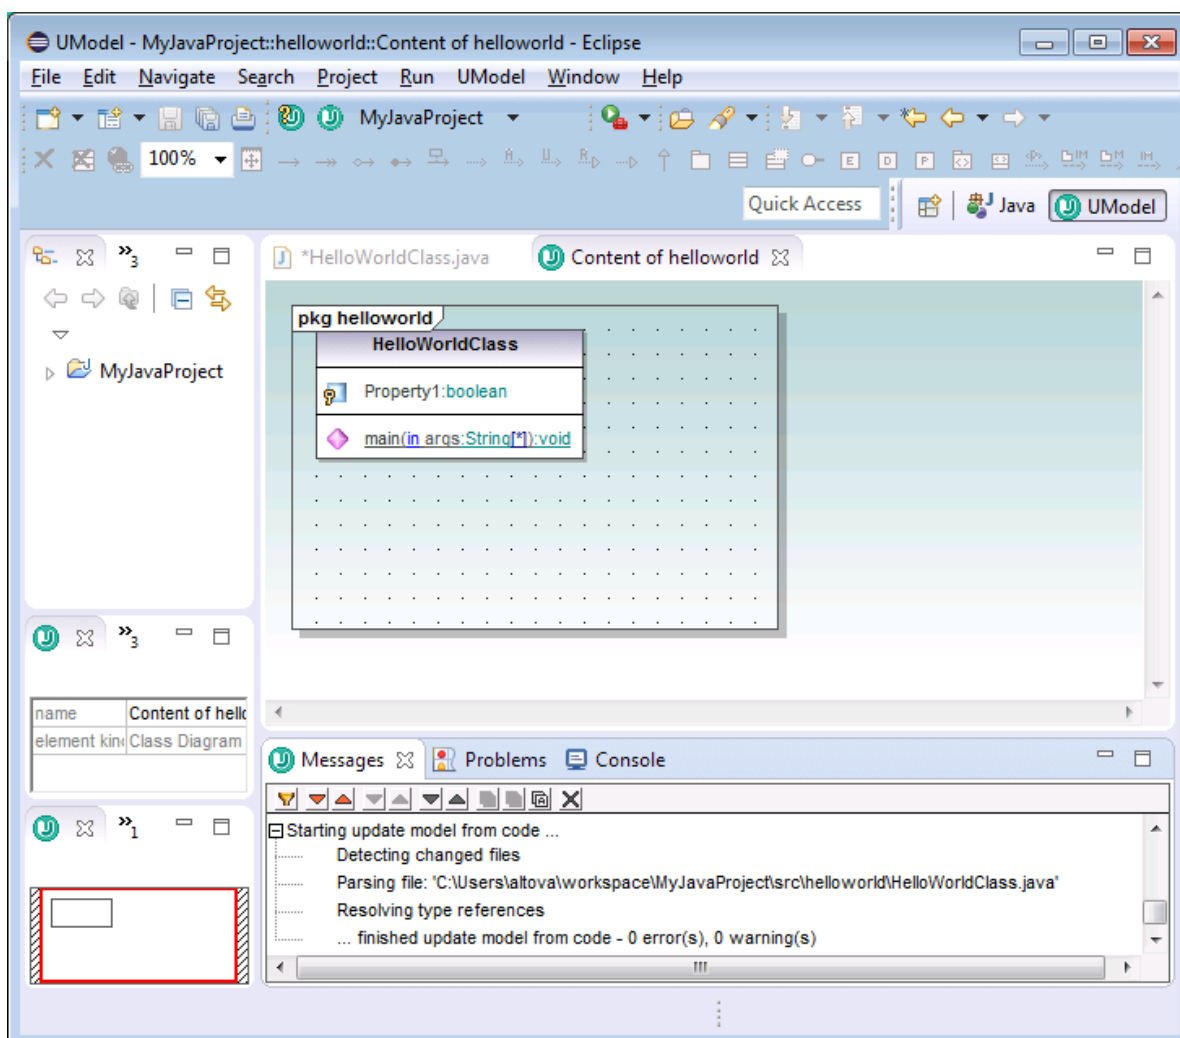 UModel - MyJavaProject::helloworld::Content of helloworld - Eclipse
File Edit Navigate Search Project Run UModel Window Help
MyJavaProject
100%
Quick Access
Java
UModel
3
*HelloWorldClass.java
Content of helloworld
MyJavaProject
pkg helloworld
HelloWorldClass
Property1:boolean
main(in args:String[*]):void
3
name Content of hell
element kin Class Diagram
Messages Problems Console
1
Starting update model from code ...
Detecting changed files
Parsing file: 'C:\Users\altova\workspace\MyJavaProject\src\helloworld\HelloWorldClass.java'
Resolving type references
... finished update model from code - 0 error(s), 0 warning(s)